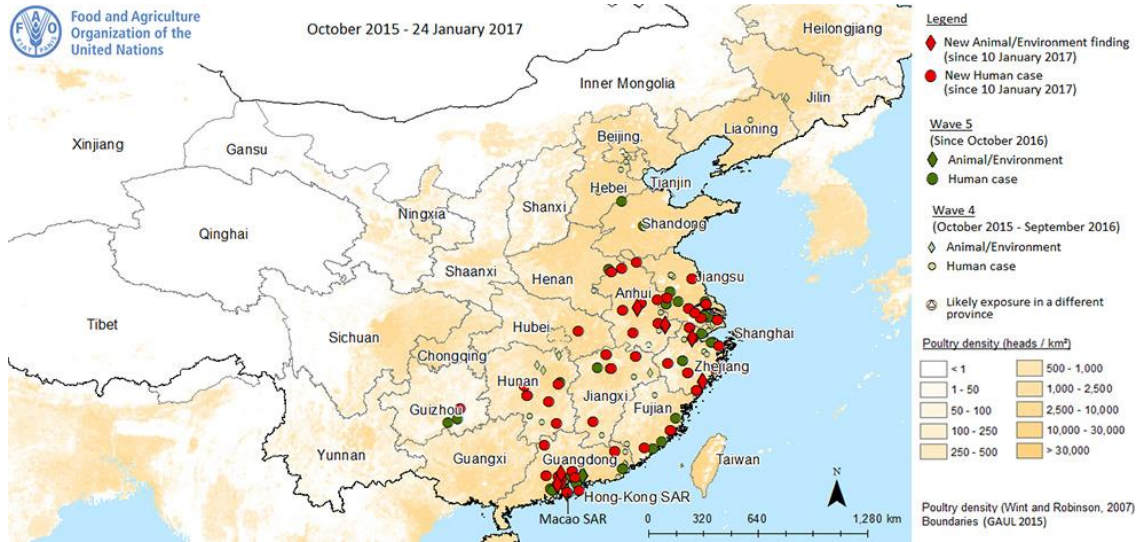 Food and Agriculture
Organization of the
United Nations
FAO
FIAT PANIS
October 2015 - 24 January 2017
Heilongjiang
Inner Mongolia
Jilin
Xinjiang
Gansu
Beijing
Liaoning
Hebei
Tianjin
Ningxia
Shanxi
Qinghai
Shandong
Shaanxi
Henan
Jiangsu
Anhui
Tibet
Sichuan
Hubei
Shanghai
Chongqing
Zhejiang
Hunan
Jiangxi
Guizhou
Fujian
Yunnan
Guangxi
Guangdong
Taiwan
Hong-Kong SAR
Macao SAR
N
0 320 640 1,280 km
Legend
New Animal/Environment finding
(since 10 January 2017)
New Human case
(since 10 January 2017)
Wave 5
(Since October 2016)
Animal/Environment
Human case
Wave 4
(October 2015 - September 2016)
Animal/Environment
Human case
Likely exposure in a different
province
Poultry density (heads / km²)
< 1
1 - 50
50 - 100
100 - 250
250 - 500
500 - 1,000
1,000 - 2,500
2,500 - 10,000
10,000 - 30,000
> 30,000
Poultry density (Wint and Robinson, 2007)
Boundaries (GAUL 2015)